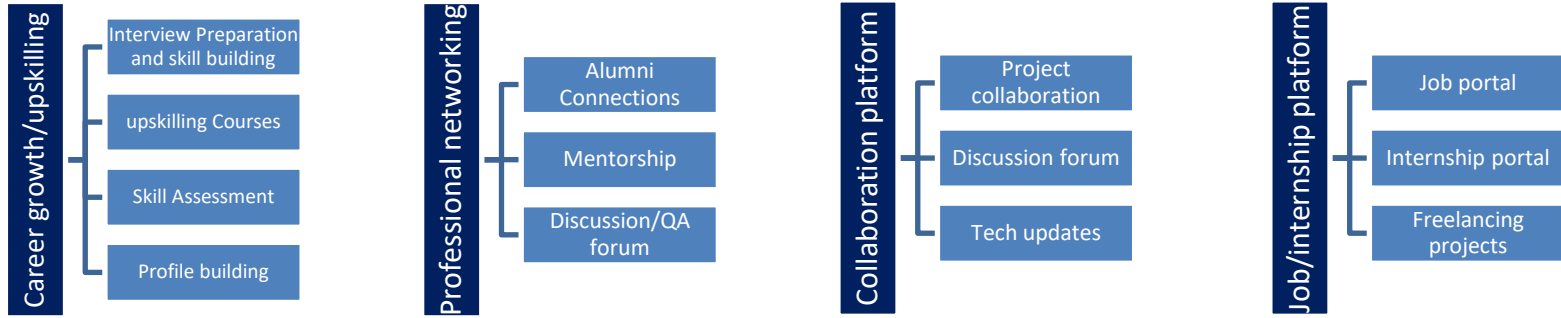 Career growth/upskilling
Interview Preparation
and skill building
upskilling Courses
Skill Assessment
Profile building
Professional networking
Alumni
Connections
Mentorship
Discussion/QA
forum
Collaboration platform
Project
collaboration
Discussion forum
Tech updates
Job/internship platform
Job portal
Internship portal
Freelancing
projects